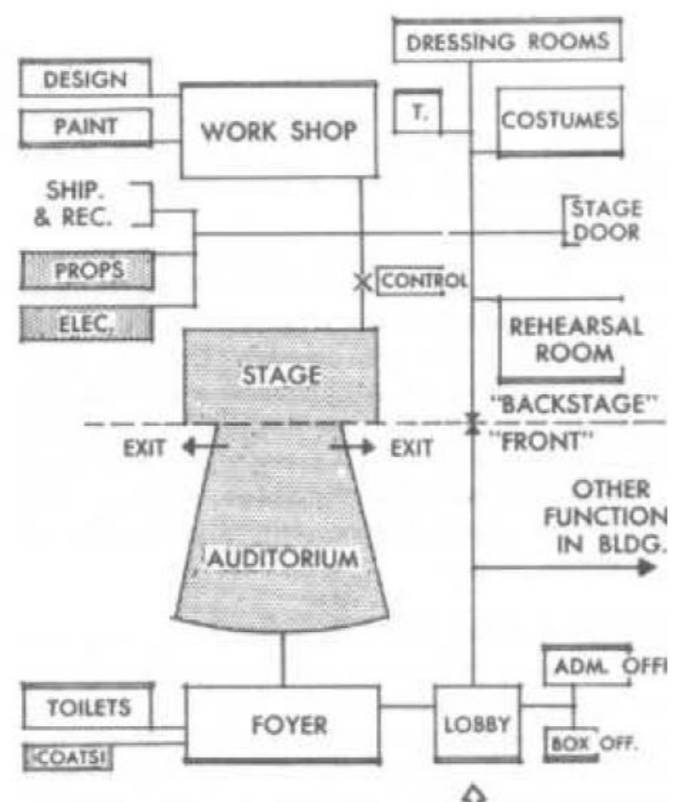 DRESSING ROOMS
DESIGN
PAINT
WORK SHOP
T.
COSTUMES
SHIP.
& REC.
STAGE
DOOR
PROPS
CONTROL
ELEC.
REHEARSAL
ROOM
STAGE
"BACKSTAGE"
EXIT
EXIT
"FRONT"
OTHER
FUNCTION
IN BLDG.
AUDITORIUM
ADM. OFFI
TOILETS
FOYER
LOBBY
COATS
BOX OFF.